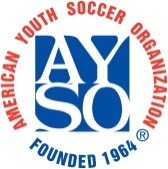 AMERICAN YOUTH SOCCER ORGANIZATION
AY
SO
®
FOUNDED 1964